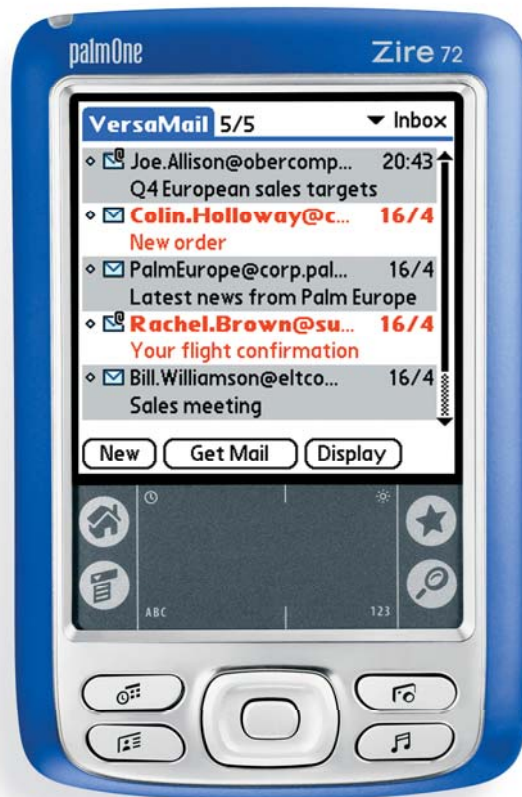 palmOne Zire 72
VersaMail 5/5 Inbox
Joe.Allison@obercomp... 20:43
Q4 European sales targets
Colin.Holloway@c... 16/4
New order
PalmEurope@corp.pal... 16/4
Latest news from Palm Europe
Rachel.Brown@su... 16/4
Your flight confirmation
Bill.Williamson@eltco... 16/4
Sales meeting
New Get Mail Display
ABC 123